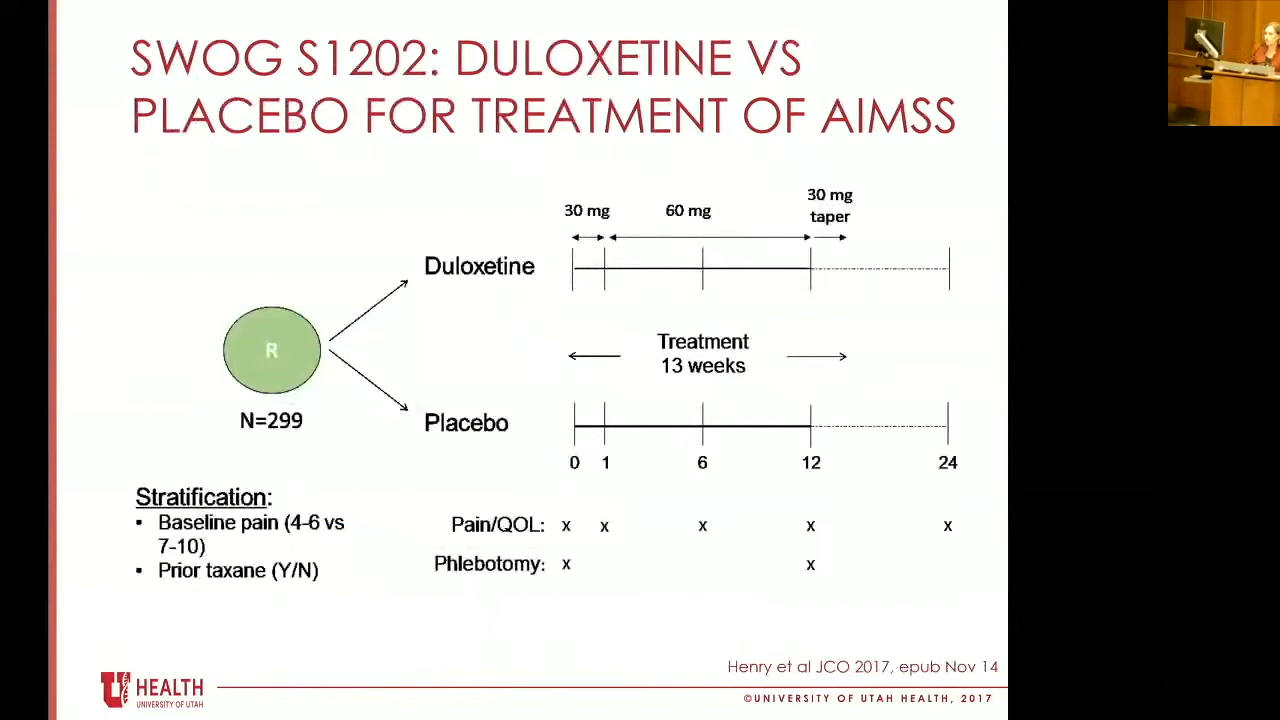 SWOG S1202: DULOXETINE VS
PLACEBO FOR TREATMENT OF AIMSS
30 mg
60 mg
30 mg
taper
Duloxetine
R
N=299
Treatment
13 weeks
Placebo
0 1 6 12 24
Stratification:
▪ Baseline pain (4-6 vs
7-10)
▪ Prior taxane (Y/N)
Pain/QOL: x x x x x
Phlebotomy: x x
Henry et al JCO 2017, epub Nov 14
U HEALTH
UNIVERSITY OF UTAH
©UNIVERSITY OF UTAH HEALTH, 2017